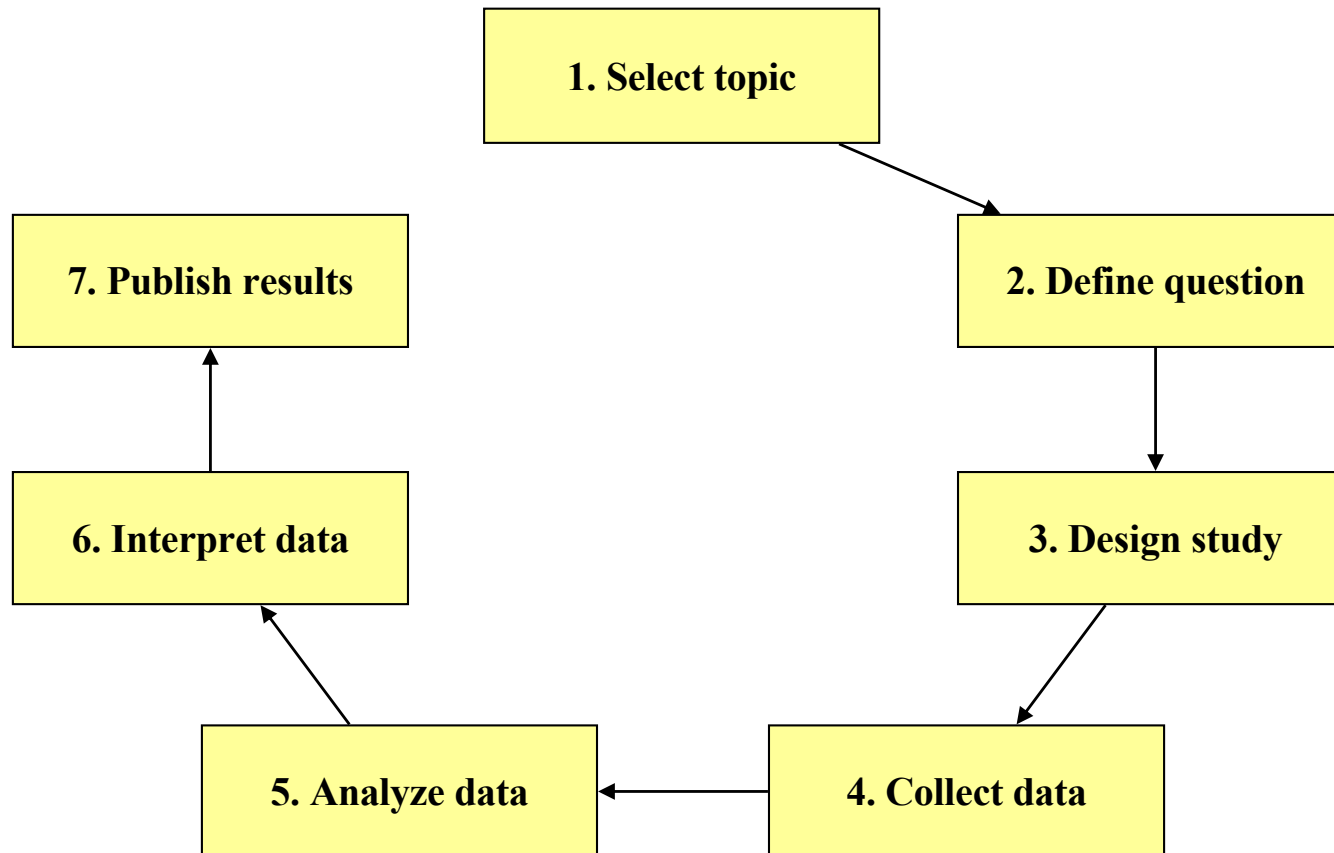 1. Select topic
2. Define question
3. Design study
4. Collect data
5. Analyze data
6. Interpret data
7. Publish results